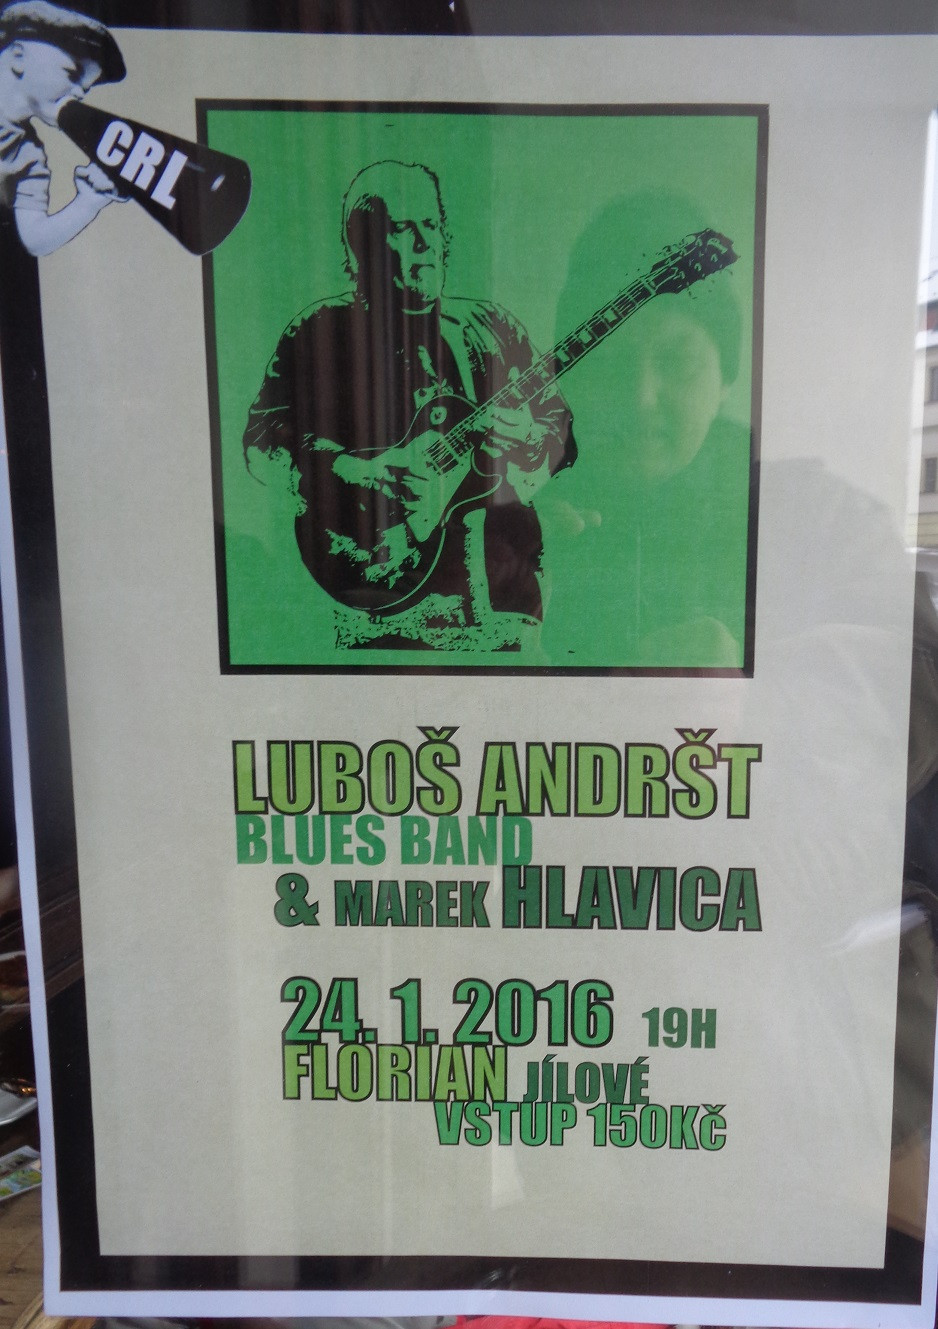 CRL
LUBOŠ ANDRŠT
BLUES BAND
& MAREK HLAVICA
24. 1. 2016 19H
FLORIAN JÍLOVÉ
VSTUP 150Kč